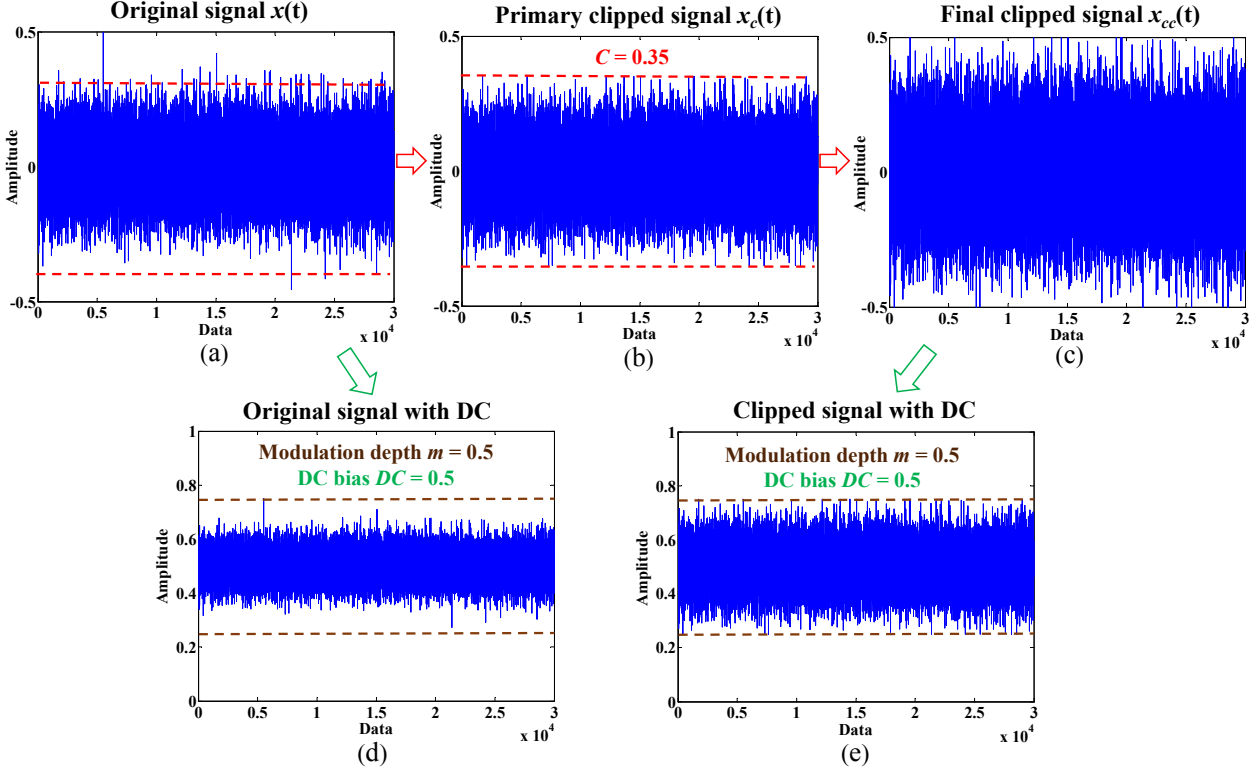 Original signal x(t)
Primary clipped signal xc(t)
Final clipped signal xcc(t)
0.5
0
-0.5
Amplitude
0
0.5
1
1.5
2
2.5
3
Data
x 10^4
(a)
C = 0.35
0.5
0
-0.5
Amplitude
0
0.5
1
1.5
2
2.5
3
Data
x 10^4
(b)
0.5
0
-0.5
Amplitude
0
0.5
1
1.5
2
2.5
3
Data
x 10^4
(c)
Original signal with DC
Modulation depth m = 0.5
DC bias DC = 0.5
1
0.8
0.6
0.4
0.2
0
Amplitude
0
0.5
1
1.5
2
2.5
3
Data
x 10^4
(d)
Clipped signal with DC
Modulation depth m = 0.5
DC bias DC = 0.5
1
0.8
0.6
0.4
0.2
0
Amplitude
0
0.5
1
1.5
2
2.5
3
Data
x 10^4
(e)